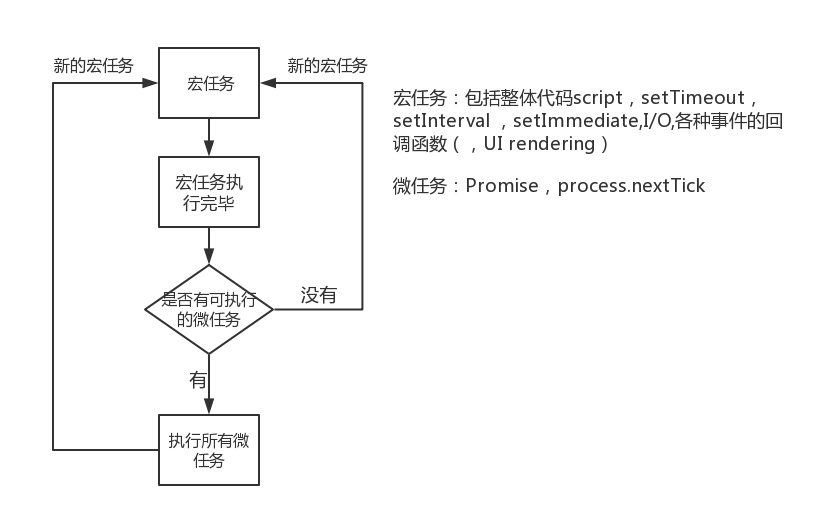 新的宏任务
宏任务
新的宏任务
宏任务执
行完毕
是否有可执行
的微任务
没有
有
执行所有微
任务
宏任务：包括整体代码script，setTimeout，
setInterval ，setImmediate,I/O,各种事件的回
调函数（，UI rendering）
微任务：Promise，process.nextTick